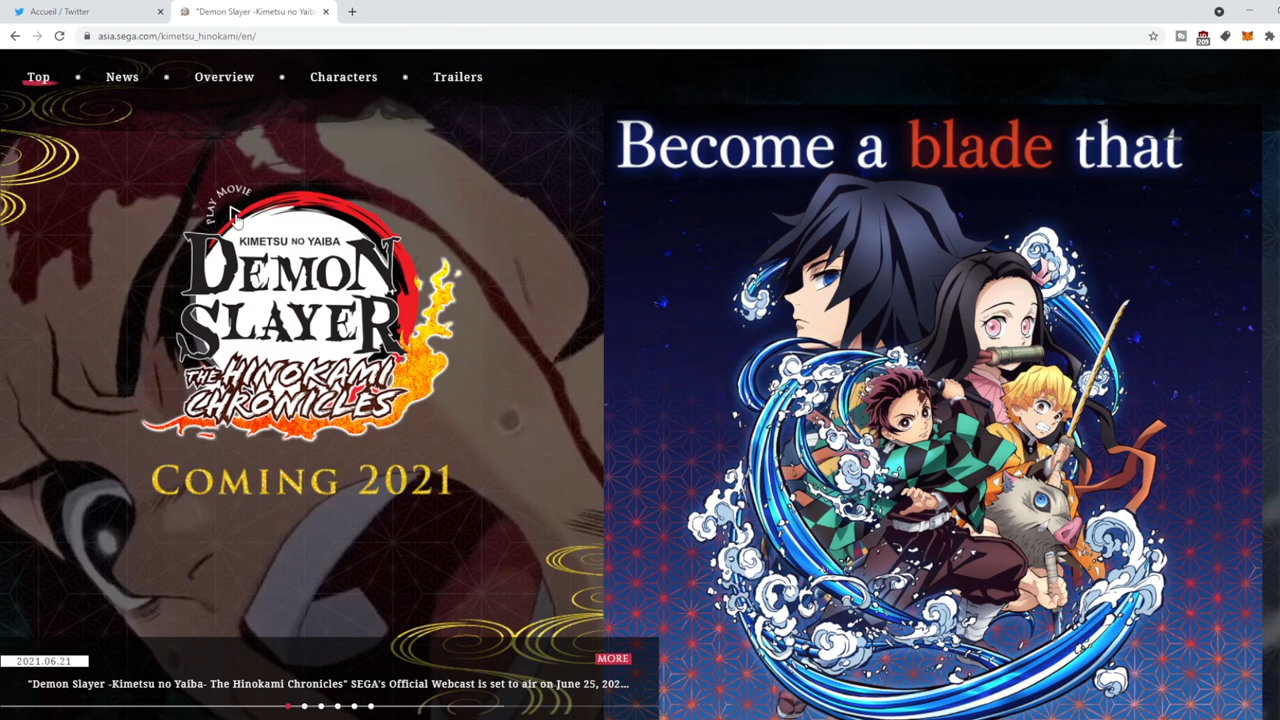 Accueil / Twitter
"Demon Slayer -Kimetsu no Yaib
asia.sega.com/kimetsu_hinokami/en/
209
Top
News
Overview
Characters
Trailers
Become a blade that
PLAY MOVIE
KIMETSU NO YAIBA
DEMON
SLAYER
THE HINOKAMI
CHRONICLES
COMING 2021
2021.06.21
MORE
"Demon Slayer -Kimetsu no Yaiba- The Hinokami Chronicles" SEGA's Official Webcast is set to air on June 25, 202...